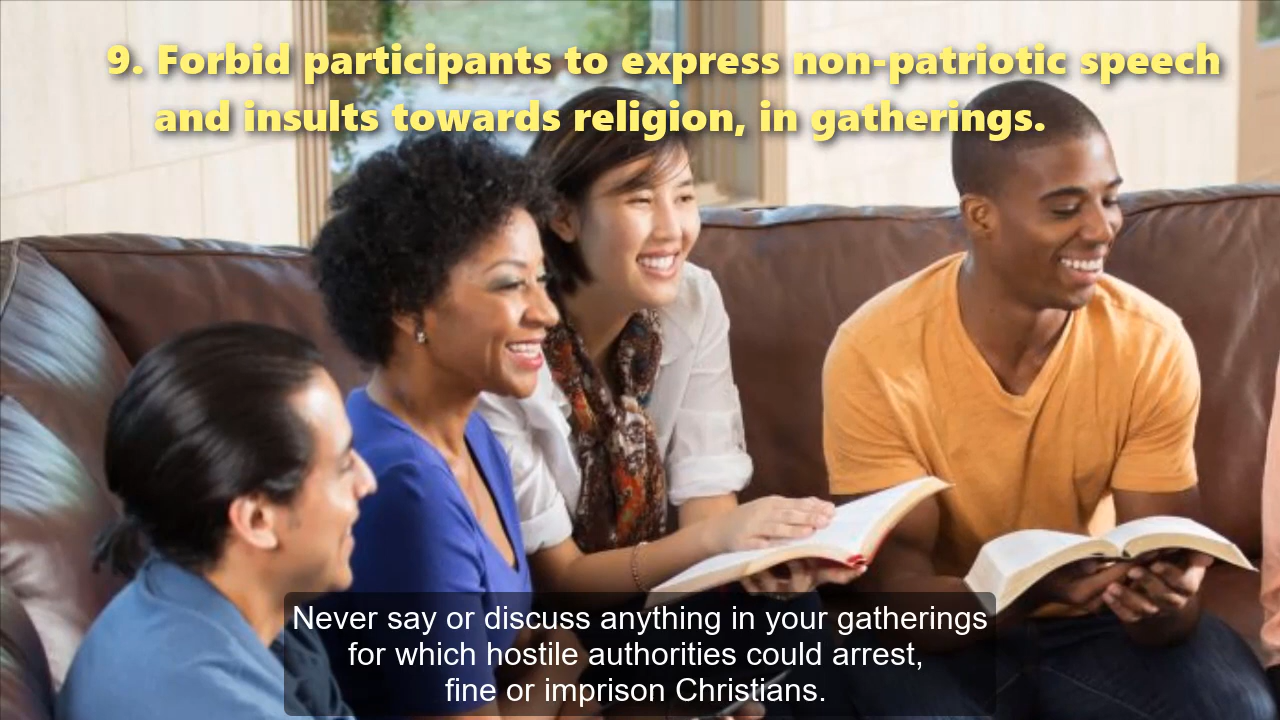 9. Forbid participants to express non-patriotic speech
and insults towards religion, in gatherings.
Never say or discuss anything in your gatherings
for which hostile authorities could arrest,
fine or imprison Christians.